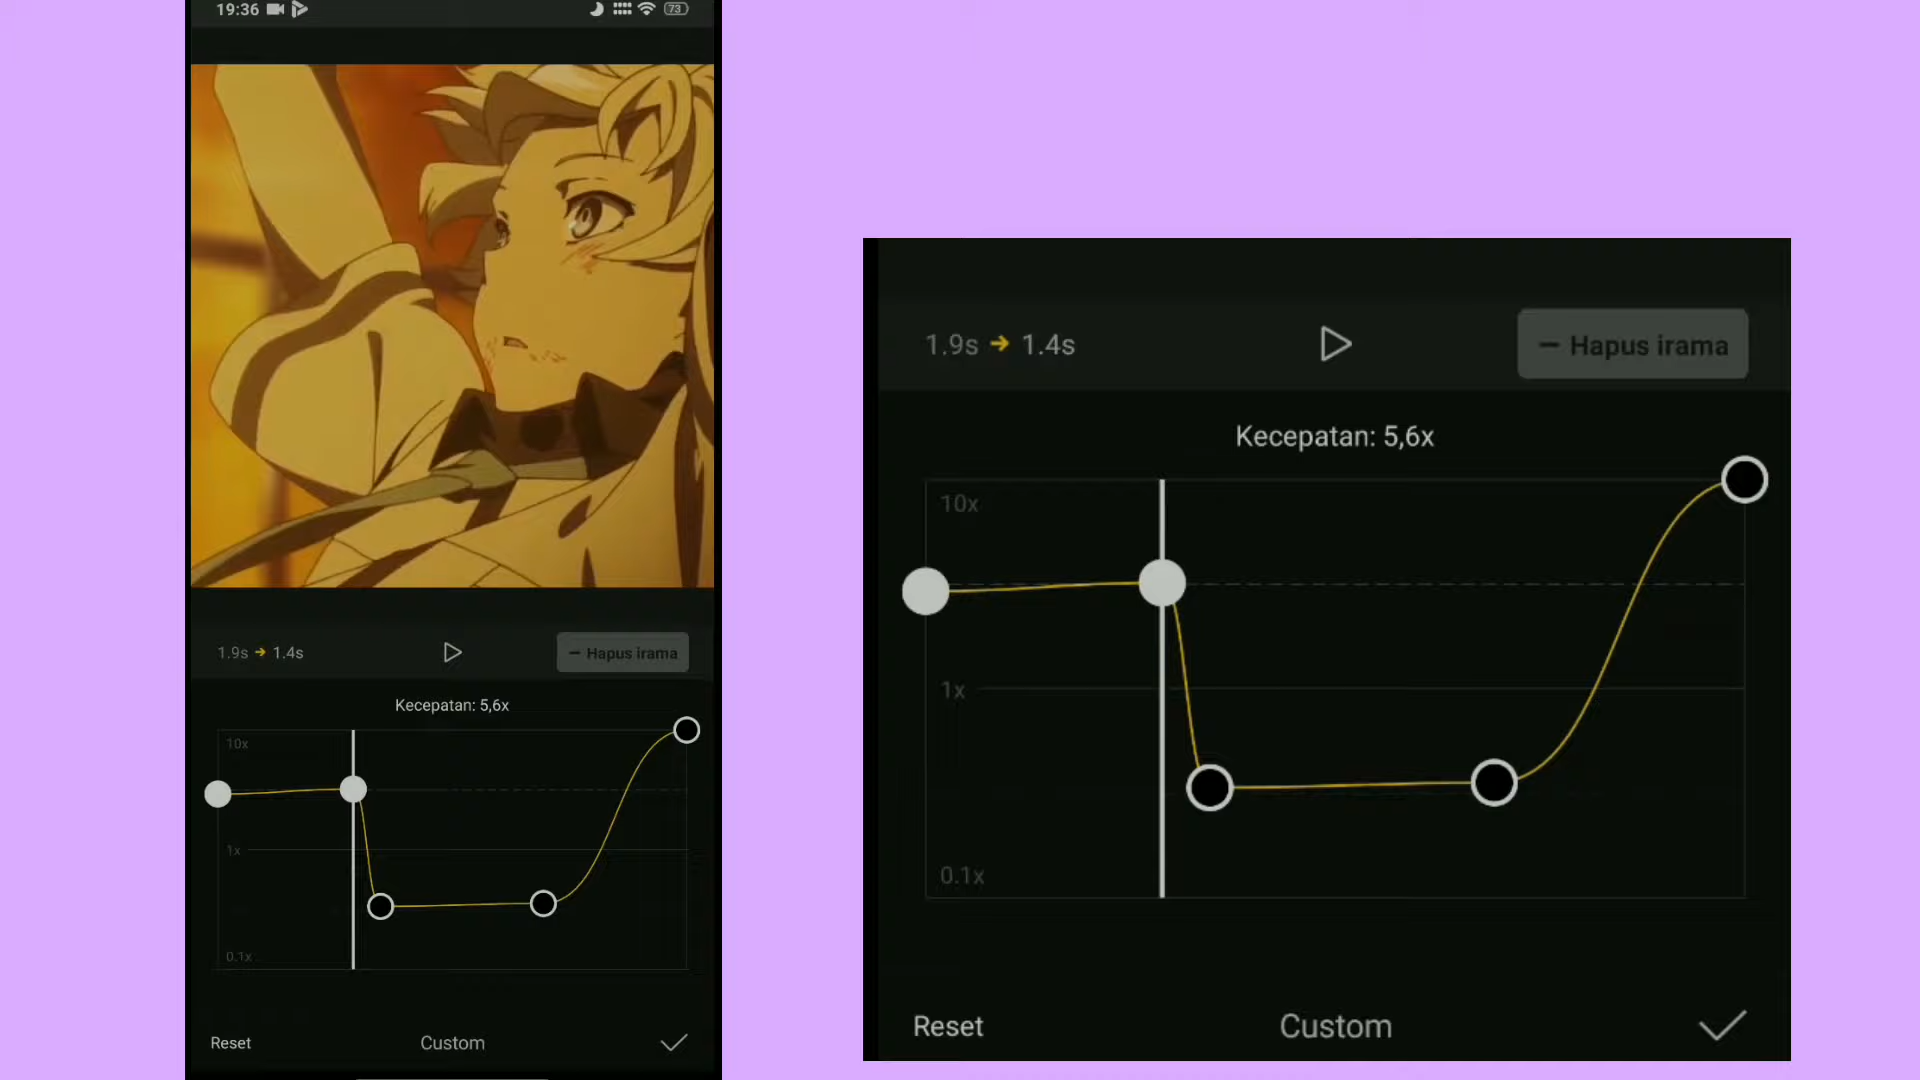 19:36
73
1.9s → 1.4s
− Hapus irama
Kecepatan: 5,6x
10x
1x
0.1x
Reset
Custom
1.9s → 1.4s
− Hapus irama
Kecepatan: 5,6x
10x
1x
0.1x
Reset
Custom